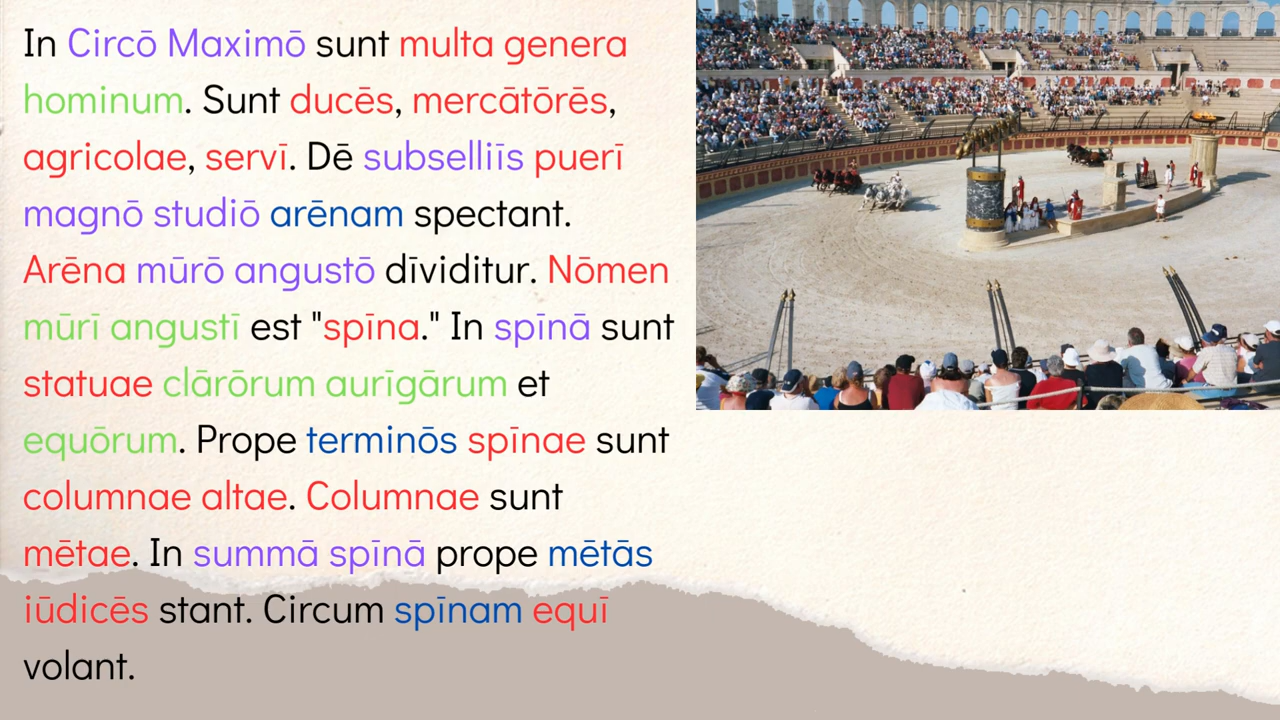 In Circō Maximō sunt multa genera
hominum. Sunt ducēs, mercātōrēs,
agricolae, servī. Dē subselliīs puerī
magnō studiō arēnam spectant.
Arēna mūrō angustō dīviditur. Nōmen
mūrī angustī est "spīna." In spīnā sunt
statuae clārōrum aurīgārum et
equōrum. Prope terminōs spīnae sunt
columnae altae. Columnae sunt
mētae. In summā spīnā prope mētās
iūdicēs stant. Circum spīnam equī
volant.